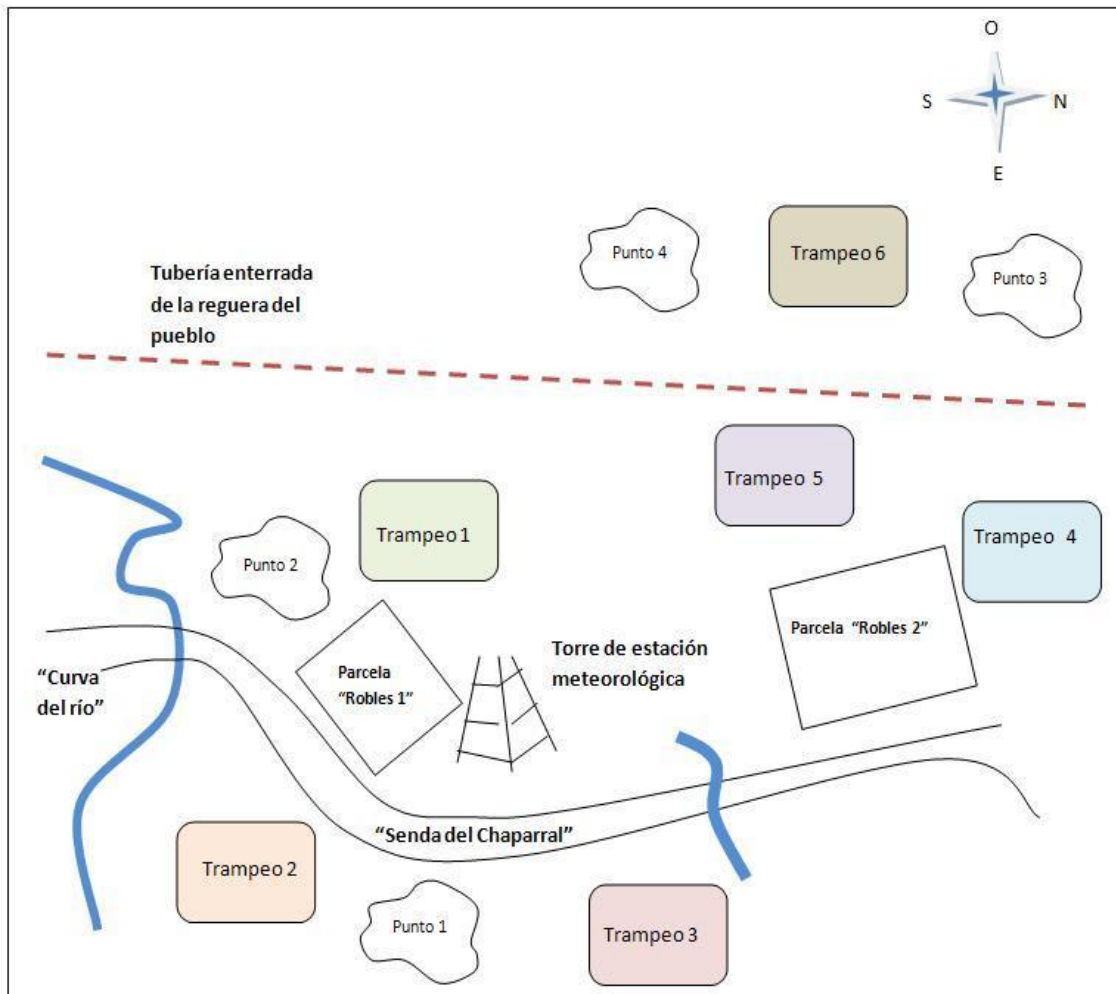 O
S
N
E
Punto 4
Trampeo 6
Punto 3
Tubería enterrada
de la reguera del
pueblo
Trampeo 5
Trampeo 1
Trampeo 4
Punto 2
Parcela "Robles 2"
Torre de estación
meteorológica
Parcela
"Robles 1"
"Curva
del río"
"Senda del Chaparral"
Trampeo 2
Punto 1
Trampeo 3